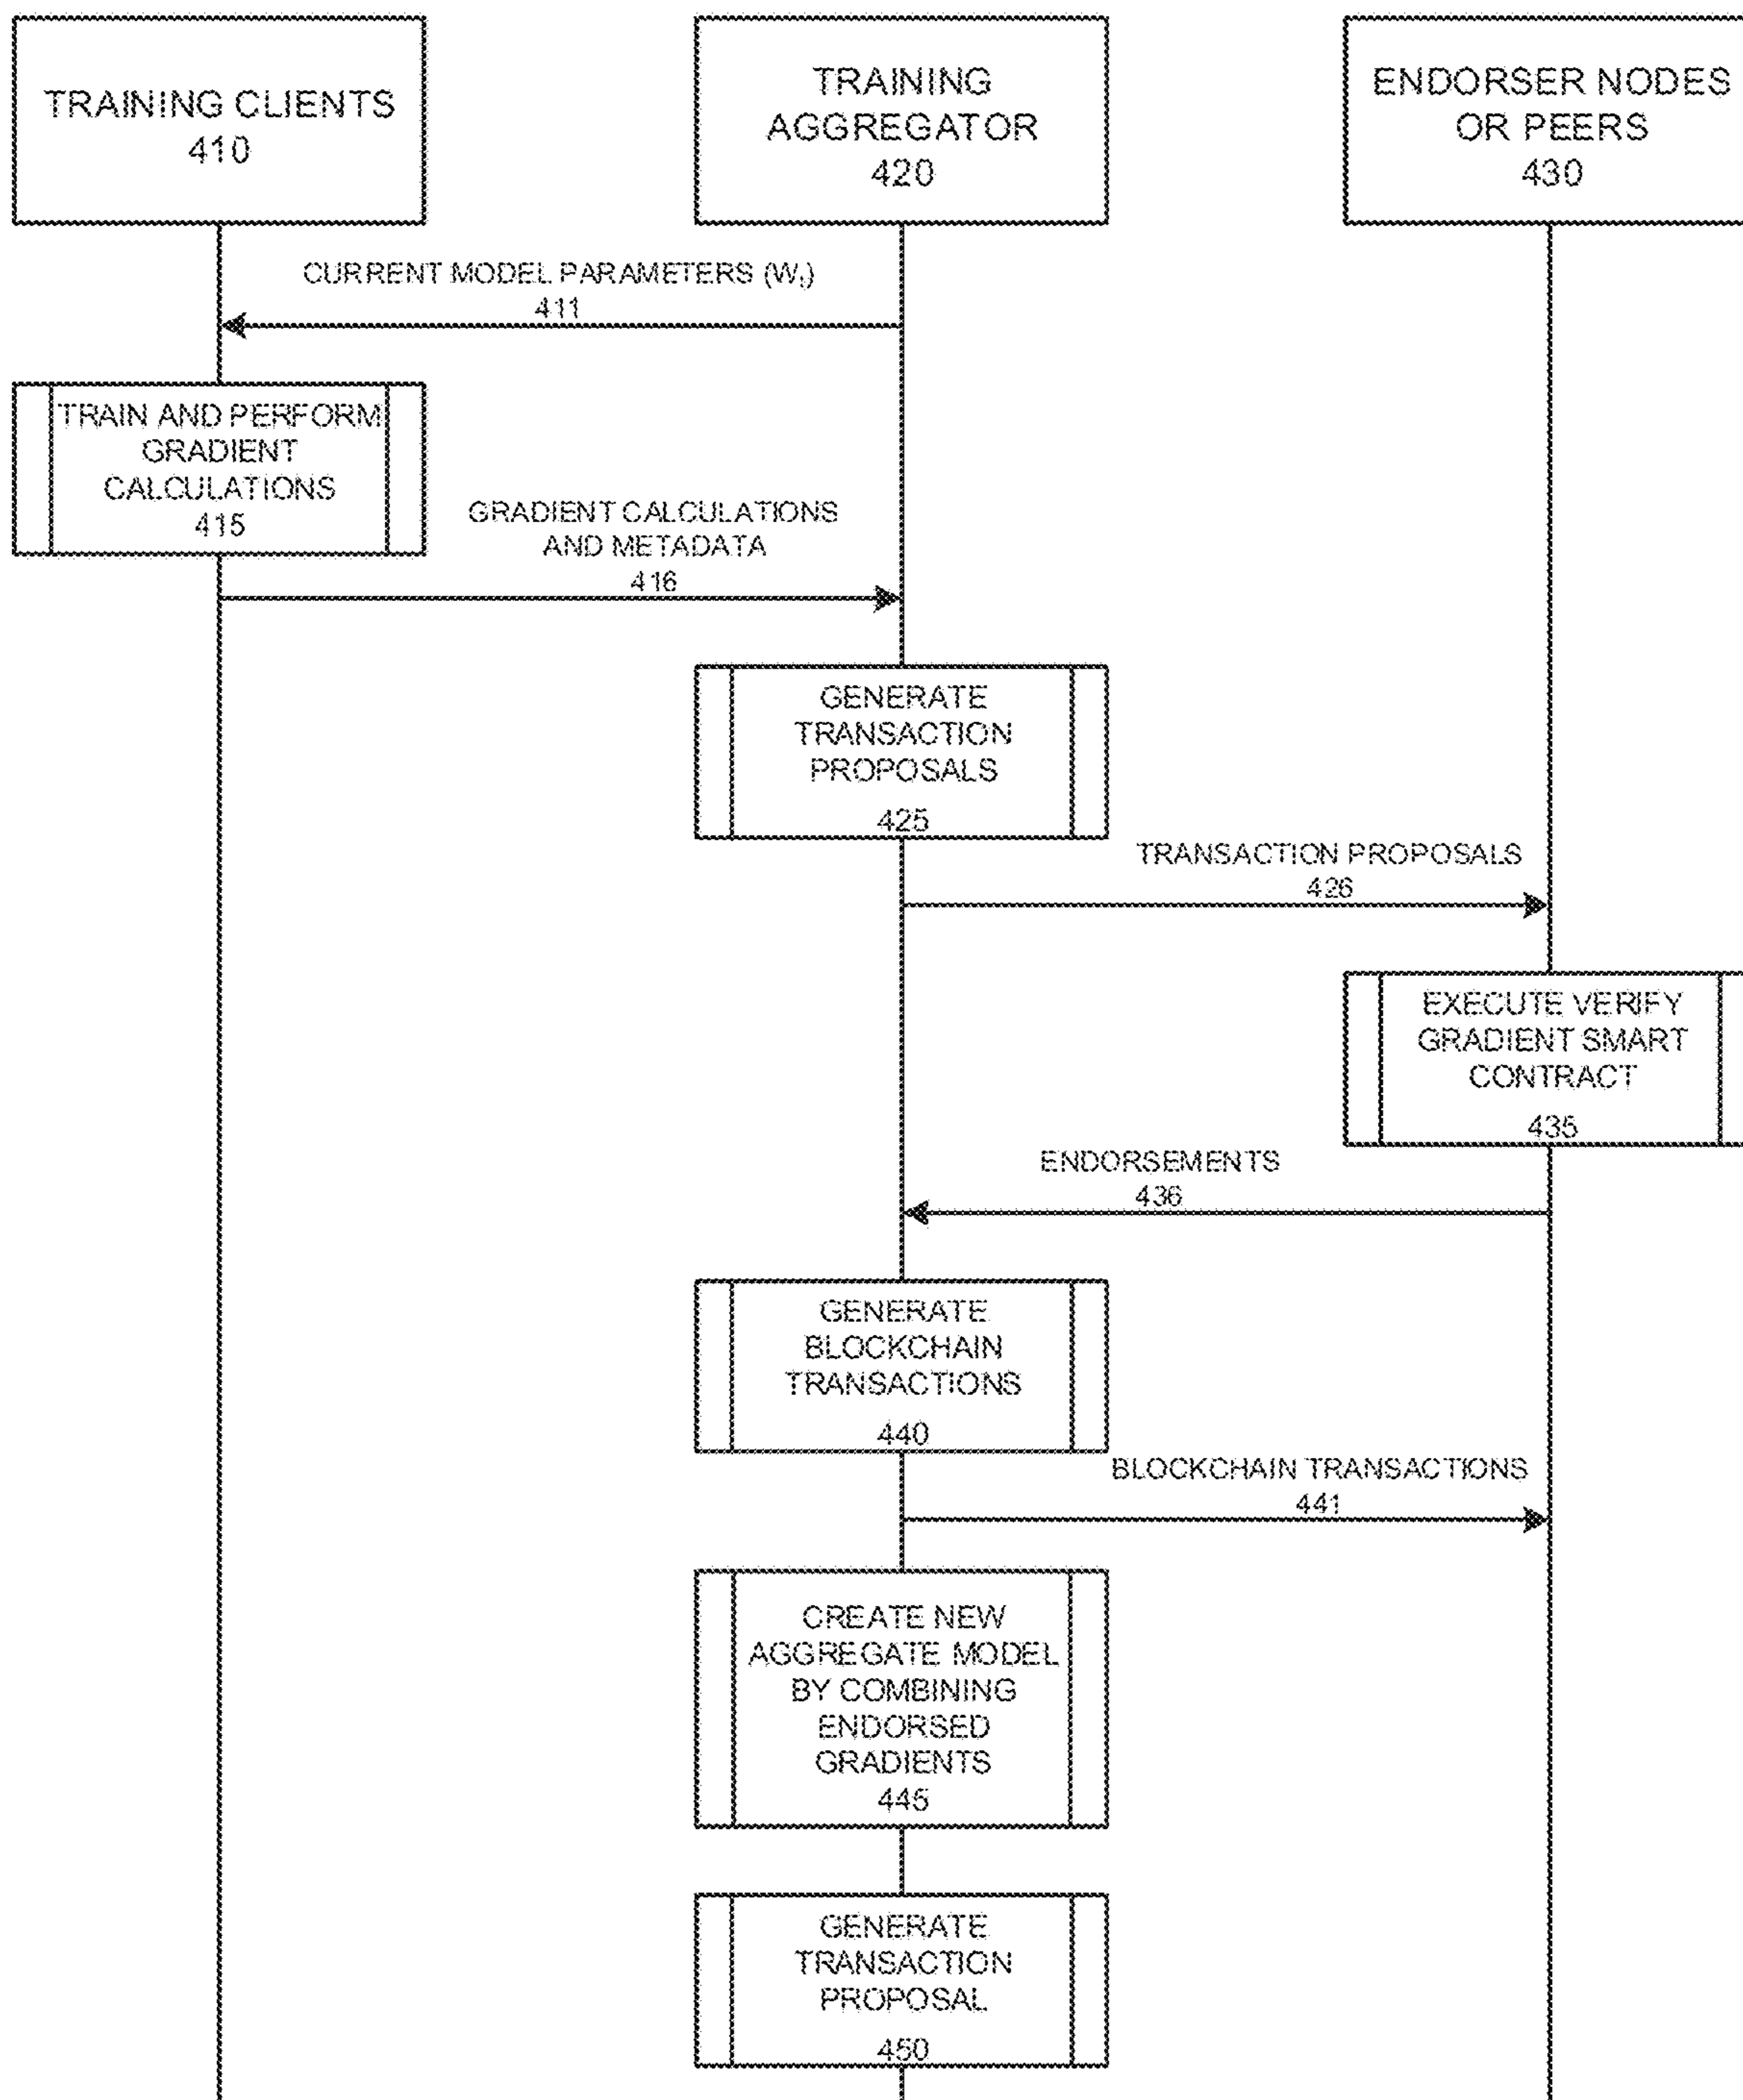 TRAINING CLIENTS
410
TRAINING
AGGREGATOR
420
ENDORSER NODES
OR PEERS
430
CURRENT MODEL PARAMETERS (Wt)
411
TRAIN AND PERFORM
GRADIENT
CALCULATIONS
415
GRADIENT CALCULATIONS
AND METADATA
416
GENERATE
TRANSACTION
PROPOSALS
425
TRANSACTION PROPOSALS
426
EXECUTE VERIFY
GRADIENT SMART
CONTRACT
435
ENDORSEMENTS
436
GENERATE
BLOCKCHAIN
TRANSACTIONS
440
BLOCKCHAIN TRANSACTIONS
441
CREATE NEW
AGGREGATE MODEL
BY COMBINING
ENDORSED
GRADIENTS
445
GENERATE
TRANSACTION
PROPOSAL
450